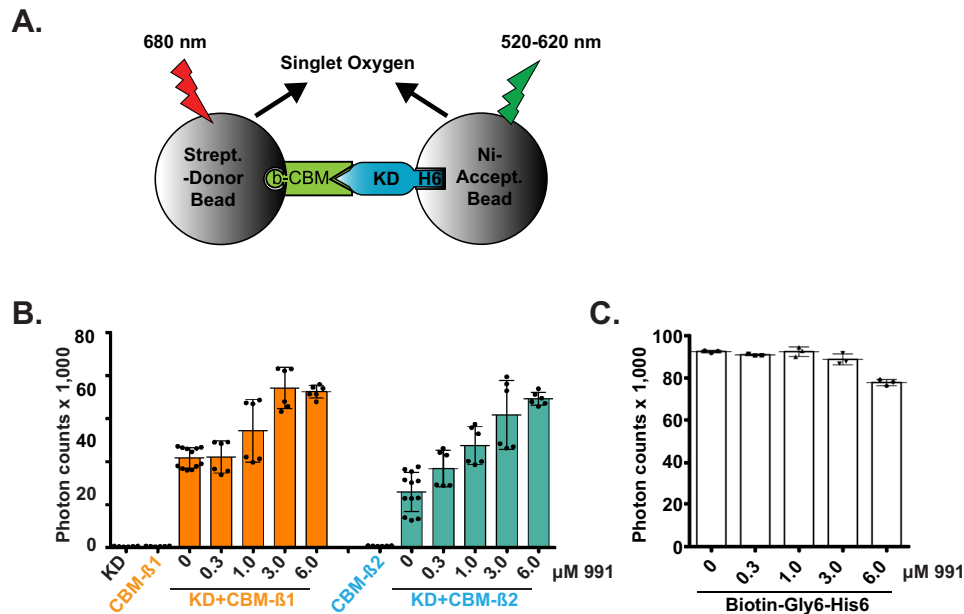 A.
680 nm
520-620 nm
Singlet Oxygen
Strept.
-Donor
Bead
b-CBM
KD
H6
Ni-
Accept.
Bead
B.
Photon counts x 1,000
80
60
40
20
0
KD
CBM-ß1
0
0.3
1.0
3.0
6.0
KD+CBM-ß1
CBM-ß2
0
0.3
1.0
3.0
6.0
µM 991
KD+CBM-ß2
C.
Photon counts x 1,000
100
80
60
40
20
0
0
0.3
1.0
3.0
6.0
µM 991
Biotin-Gly6-His6